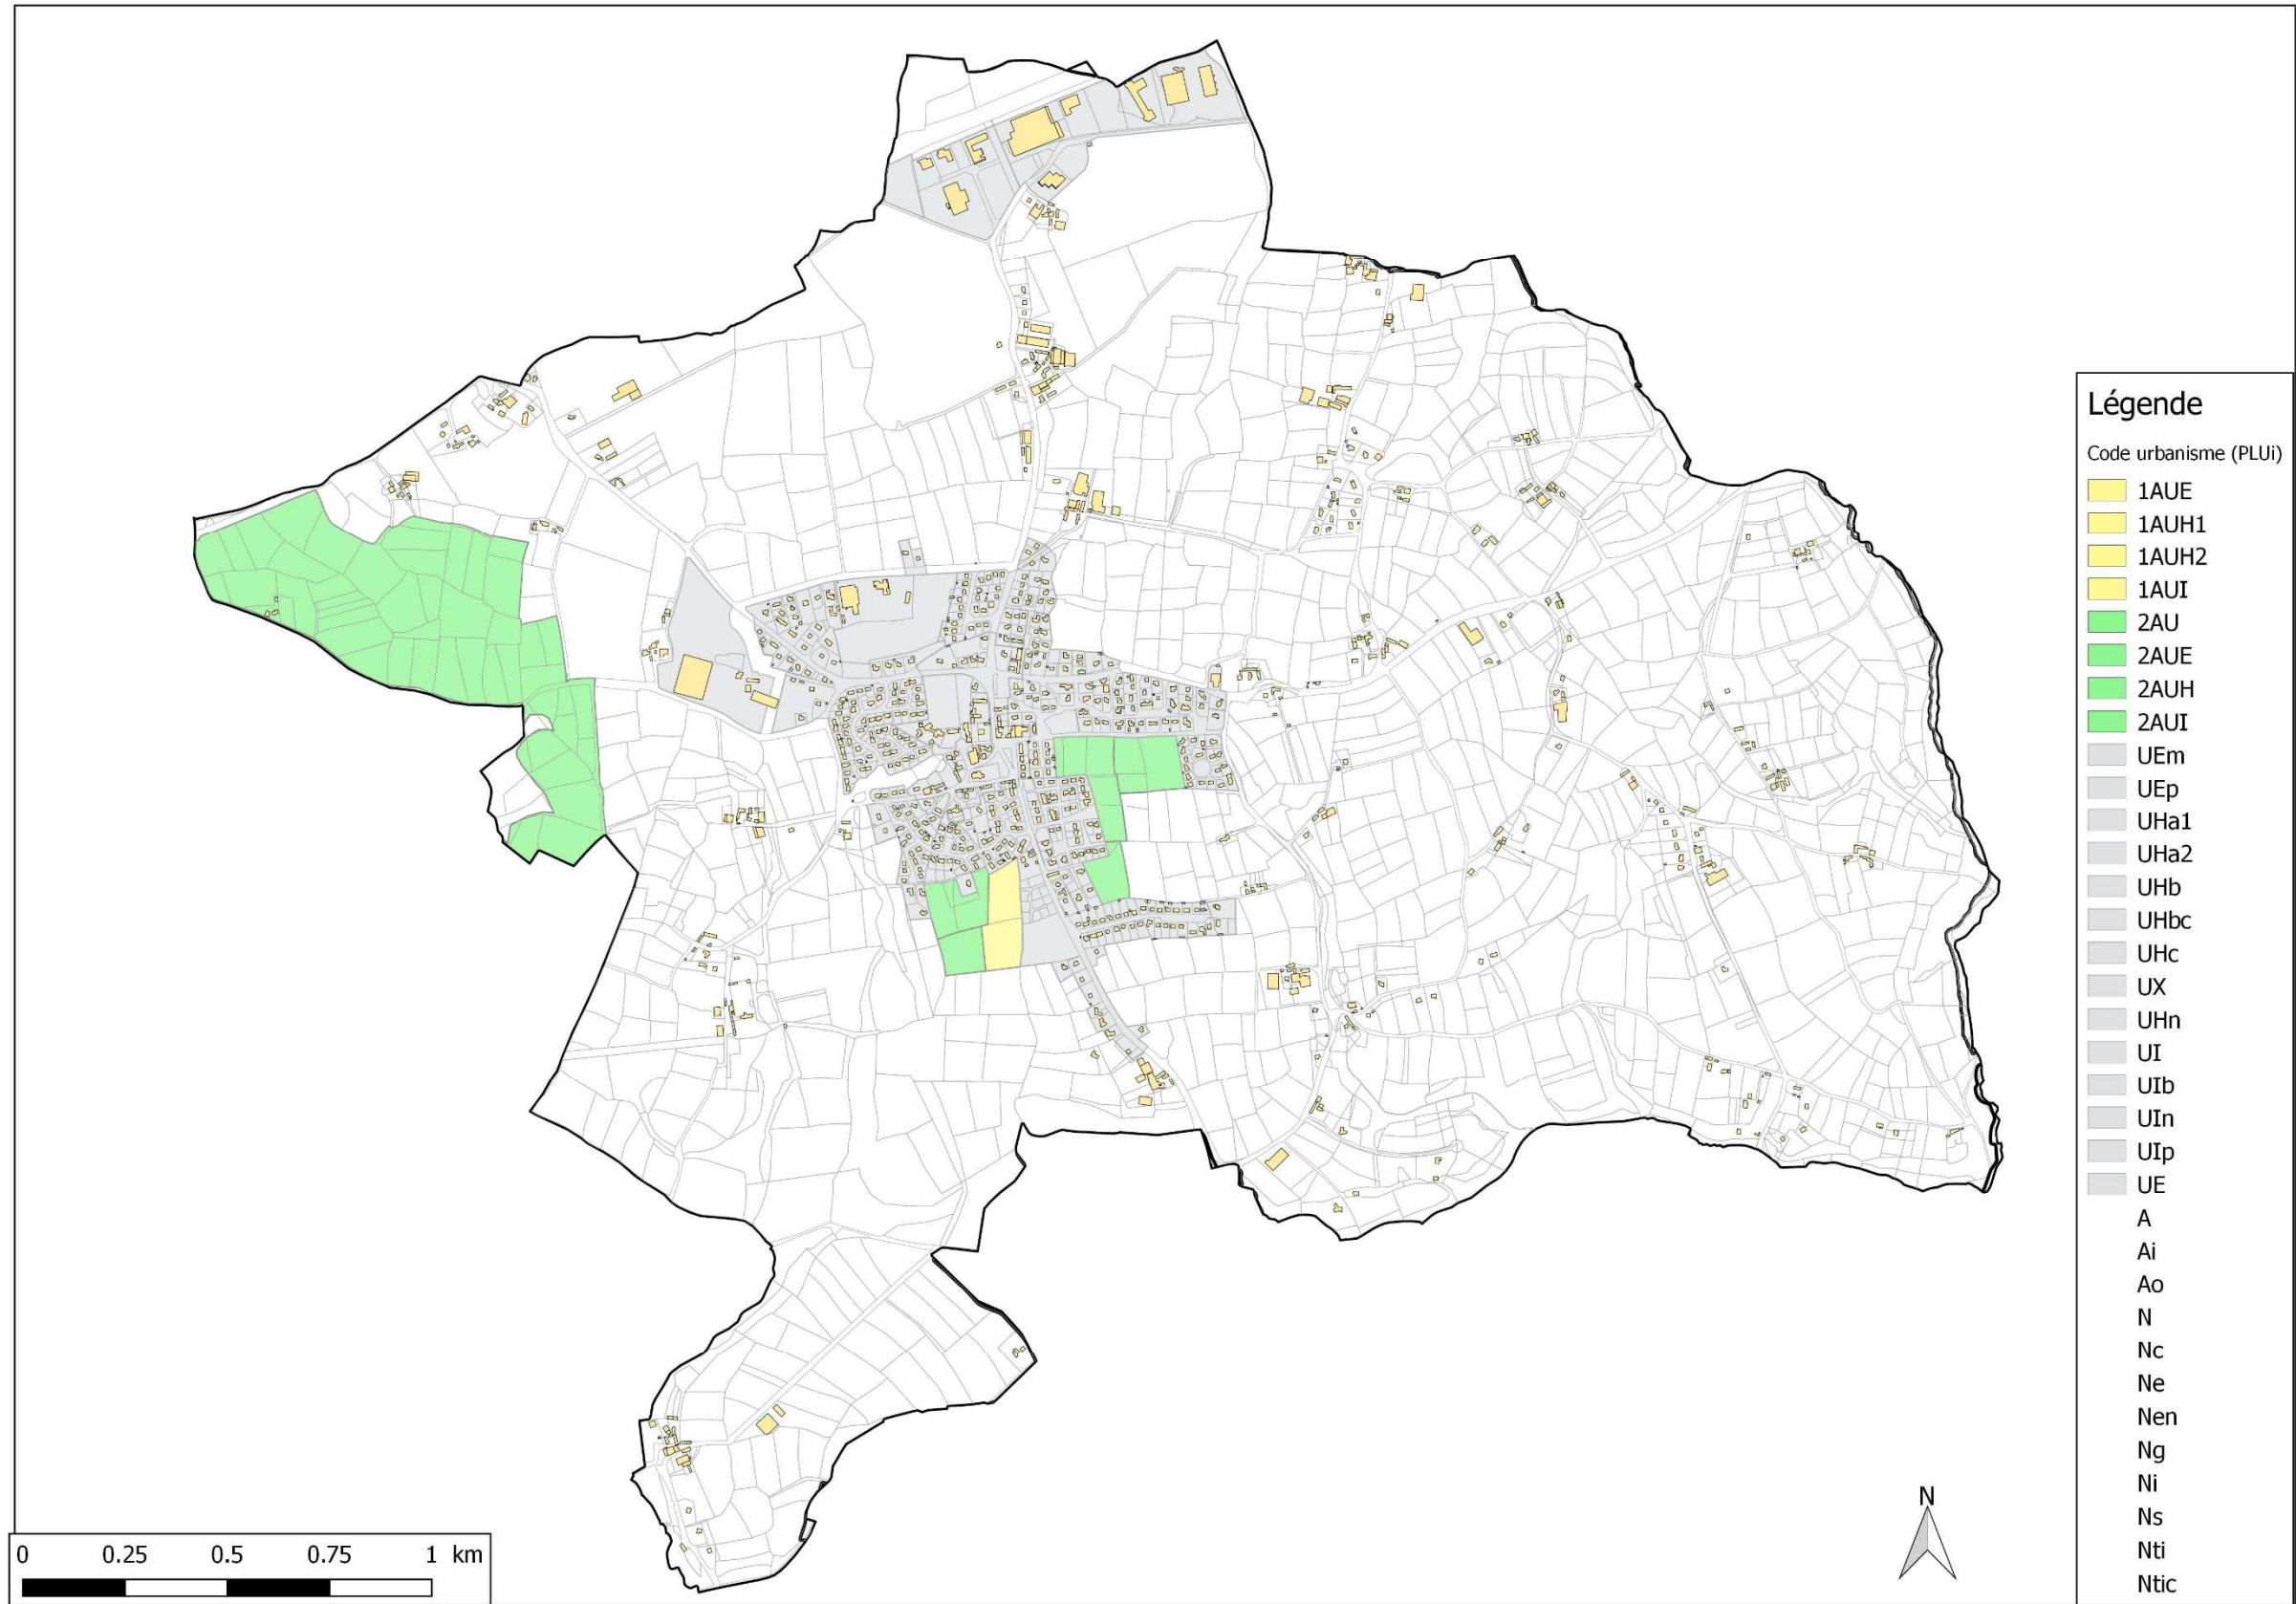 Légende
Code urbanisme (PLUi)
1AUE
1AUH1
1AUH2
1AUI
2AU
2AUE
2AUH
2AUI
UEm
UEp
UHa1
UHa2
UHb
UHbc
UHc
UX
UHn
UI
UIb
UIn
UIp
UE
A
Ai
Ao
N
Nc
Ne
Nen
Ng
Ni
Ns
Nti
Ntic
N
0 0.25 0.5 0.75 1 km